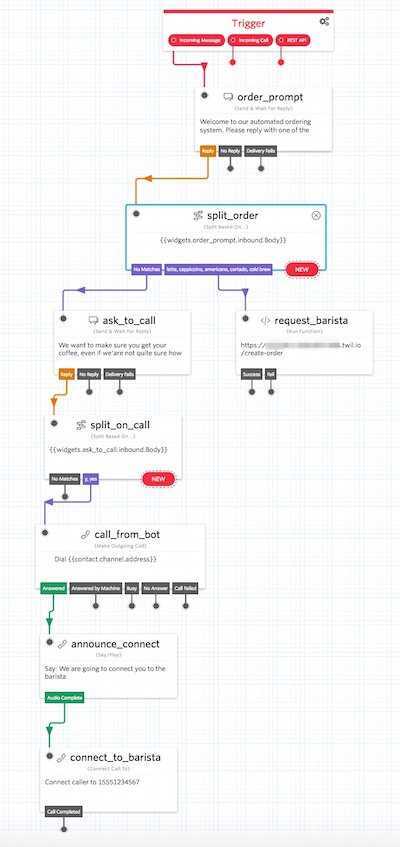 Trigger
Incoming Message Incoming Call REST API
order_prompt
(Send & Wait for Reply)
Welcome to our automated ordering
system. Please reply with one of the
Reply No Reply Delivery Fails
split_order
(Split Based On...)
{{widgets.order_prompt.inbound.Body}}
No Matches latte, cappuccino, americano, cortado, cold brew NEW
ask_to_call
(Send & Wait for Reply)
We want to make sure you get your
coffee, even if we're not quite sure how
Reply No Reply Delivery Fails
request_barista
(Run Function)
https:// .twil.io
/create-order
Success Fail
split_on_call
(Split Based On...)
{{widgets.ask_to_call.inbound.Body}}
No Matches y, yes NEW
call_from_bot
(Make Outgoing Call)
Dial {{contact.channel.address}}
Answered Answered by Machine Busy No Answer Call Failed
announce_connect
(Say/Play)
Say: We are going to connect you to the
barista
Audio Complete
connect_to_barista
(Connect Call To)
Connect caller to 15551234567
Call Completed